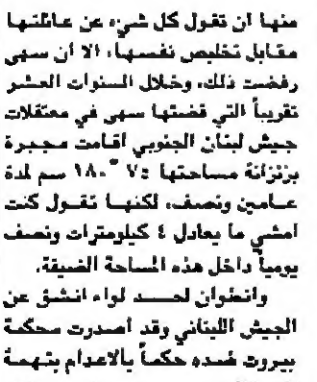 منها ان تقول كل شيء عن عائلتها
مقابل تخليص نفسها، الا ان سهى
رفضت ذلك، وخلال السنوات العشر
تقريباً التي قضتها سهى في معتقلات
جيش لبنان الجنوبي اقامت مجبرة
بزنزانة مساحتها ٧٥ * ١٨٠ سم لمدة
عامين ونصف، لكنها تقول كنت
امشي ما يعادل ٤ كيلومترات ونصف
يومياً داخل هذه المساحة الضيقة.
وانطوان لحد لواء انشق عن
الجيش اللبناني وقد اصدرت محكمة
بيروت ضده حكماً بالاعدام بتهمة